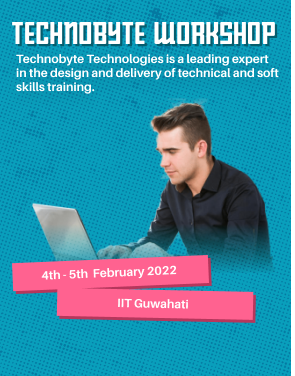 TECHNOBYTE WORKSHOP
Technobyte Technologies is a leading expert
in the design and delivery of technical and soft
skills training.
4th - 5th February 2022
IIT Guwahati